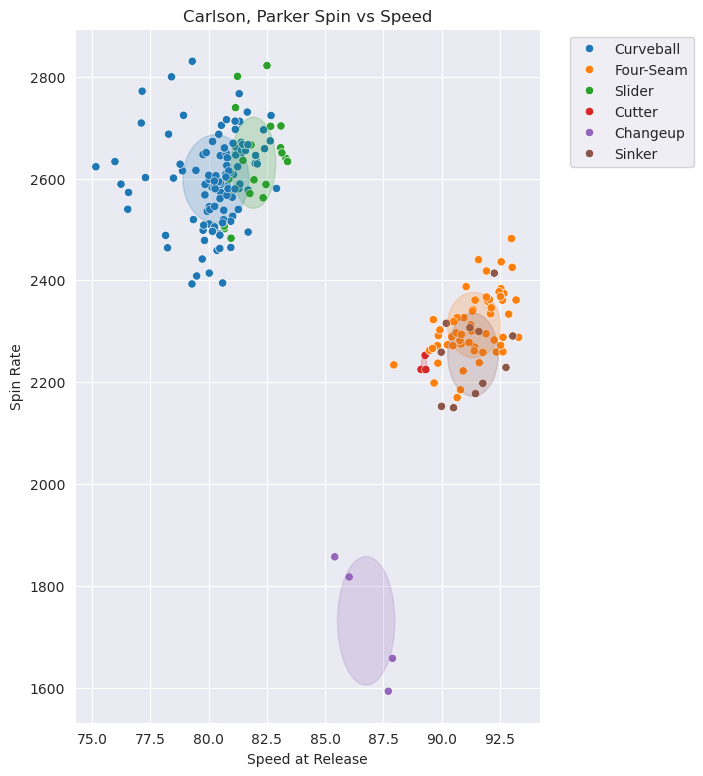 Carlson, Parker Spin vs Speed
Curveball
Four-Seam
Slider
Cutter
Changeup
Sinker
Spin Rate
2800
2600
2400
2200
2000
1800
1600
75.0 77.5 80.0 82.5 85.0 87.5 90.0 92.5
Speed at Release